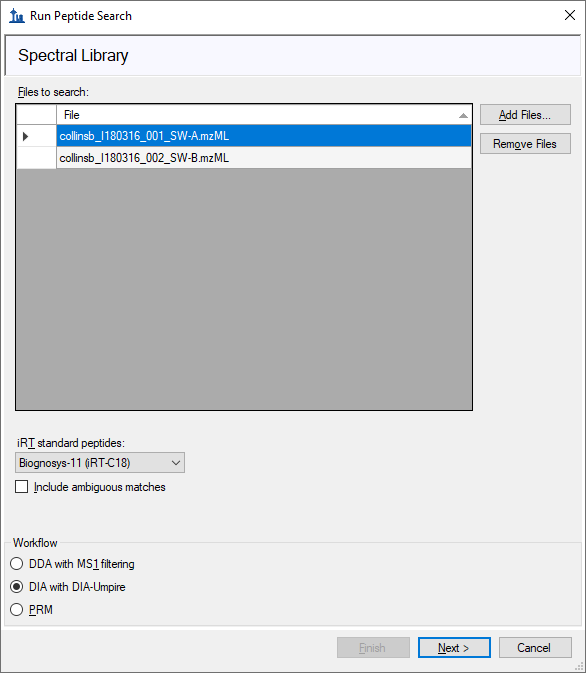 Run Peptide Search
Spectral Library
Files to search:
File
collinsb_I180316_001_SW-A.mzML
collinsb_I180316_002_SW-B.mzML
Add Files...
Remove Files
iRT standard peptides:
Biognosys-11 (iRT-C18)
Include ambiguous matches
Workflow
DDA with MS1 filtering
DIA with DIA-Umpire
PRM
Finish
Next >
Cancel